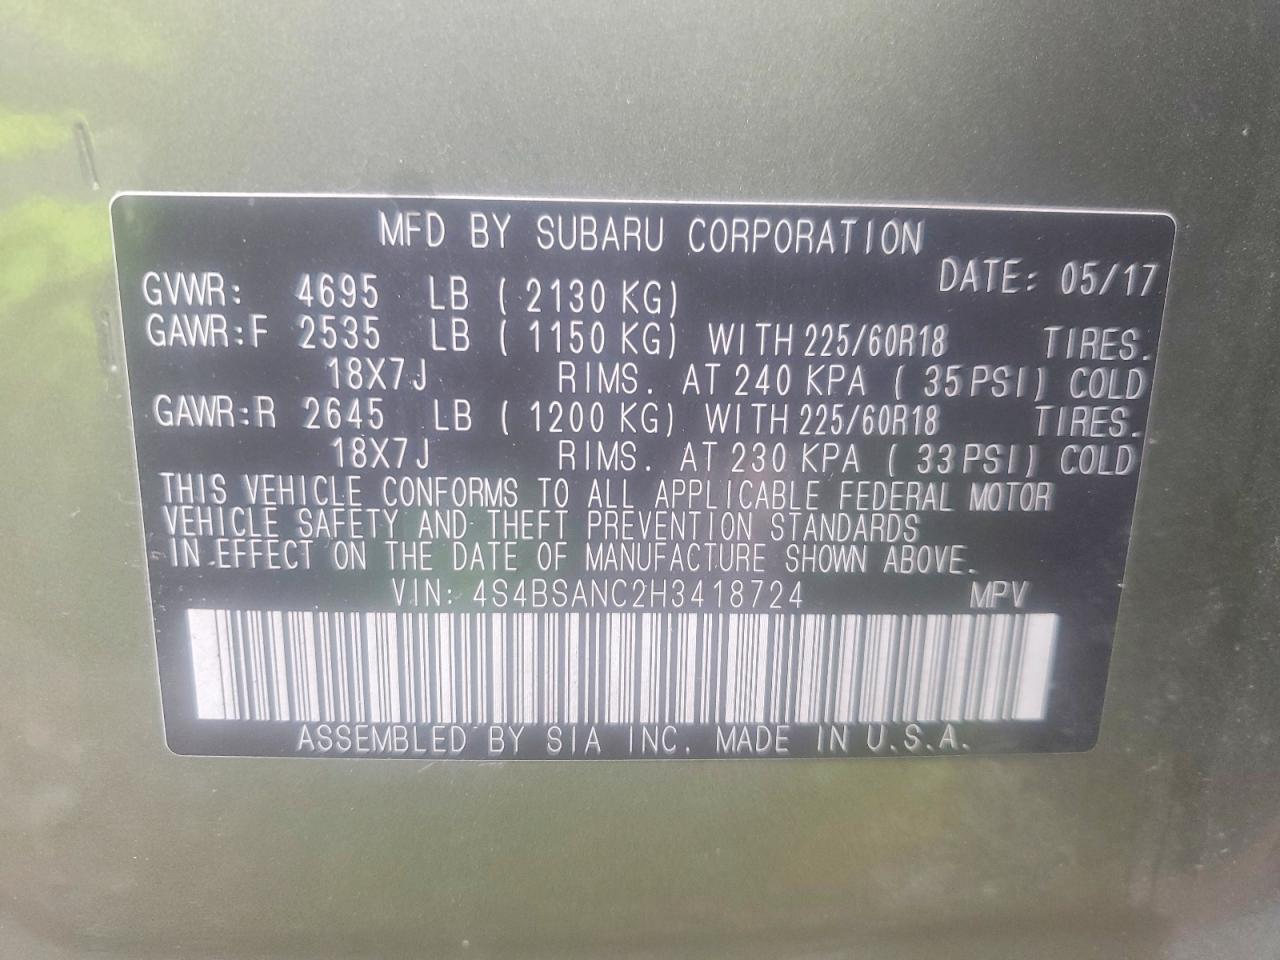 MFD BY SUBARU CORPORATION
DATE: 05/17
GVWR: 4695 LB ( 2130 KG)
GAWR:F 2535 LB ( 1150 KG) WITH 225/60R18 TIRES.
18X7J RIMS. AT 240 KPA ( 35 PSI) COLD
GAWR:R 2645 LB ( 1200 KG) WITH 225/60R18 TIRES.
18X7J RIMS. AT 230 KPA ( 33 PSI) COLD
THIS VEHICLE CONFORMS TO ALL APPLICABLE FEDERAL MOTOR
VEHICLE SAFETY AND THEFT PREVENTION STANDARDS
IN EFFECT ON THE DATE OF MANUFACTURE SHOWN ABOVE.
VIN: 4S4BSANC2H3418724 MPV
ASSEMBLED BY SIA INC. MADE IN U.S.A.